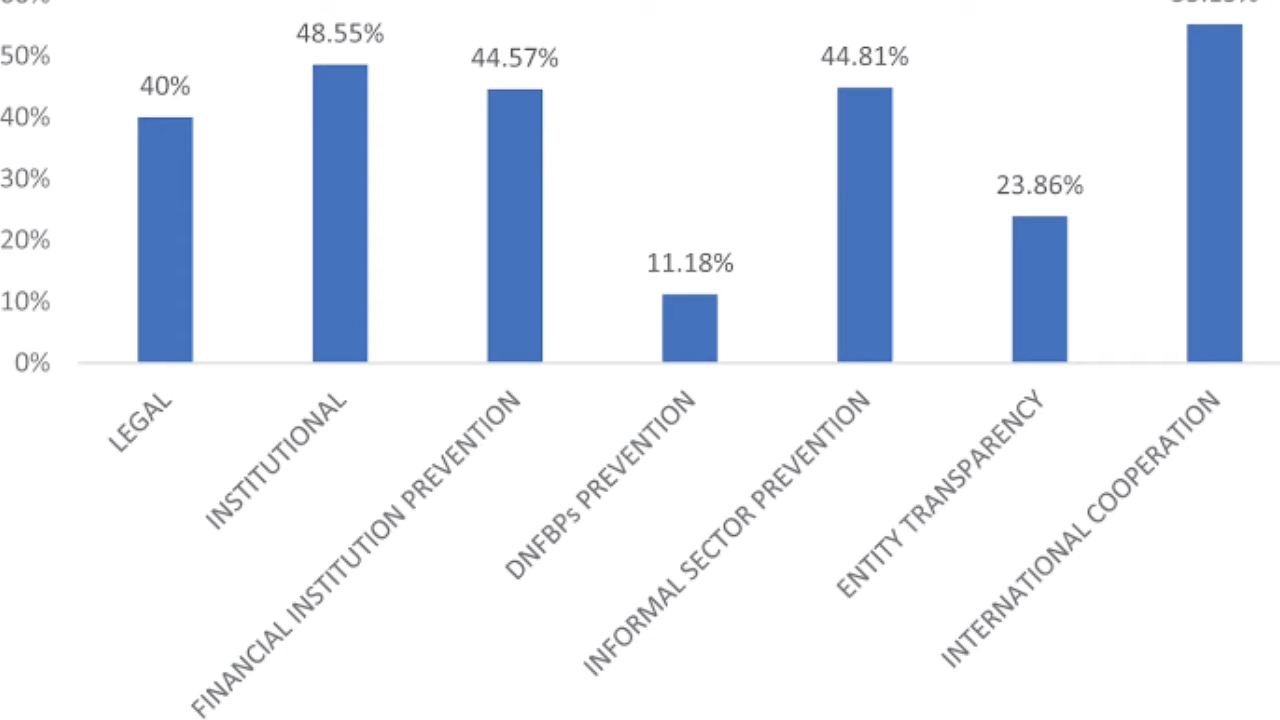 48.55%
50%
44.57%
44.81%
40%
40%
30%
23.86%
20%
11.18%
10%
0%
LEGAL
INSTITUTIONAL
FINANCIAL INSTITUTION PREVENTION
DNFBPs PREVENTION
INFORMAL SECTOR PREVENTION
ENTITY TRANSPARENCY
INTERNATIONAL COOPERATION